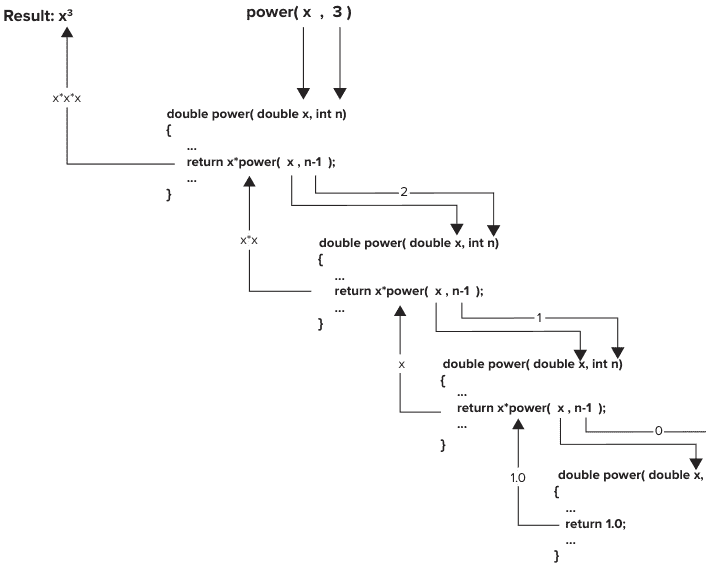 Result: x³
power( x , 3 )
x*x*x
double power( double x, int n)
{
...
return x*power( x , n-1 );
...
}
2
x*x
double power( double x, int n)
{
...
return x*power( x , n-1 );
...
}
1
x
double power( double x, int n)
{
...
return x*power( x , n-1 );
...
}
0
1.0
double power( double x,
{
...
return 1.0;
...
}